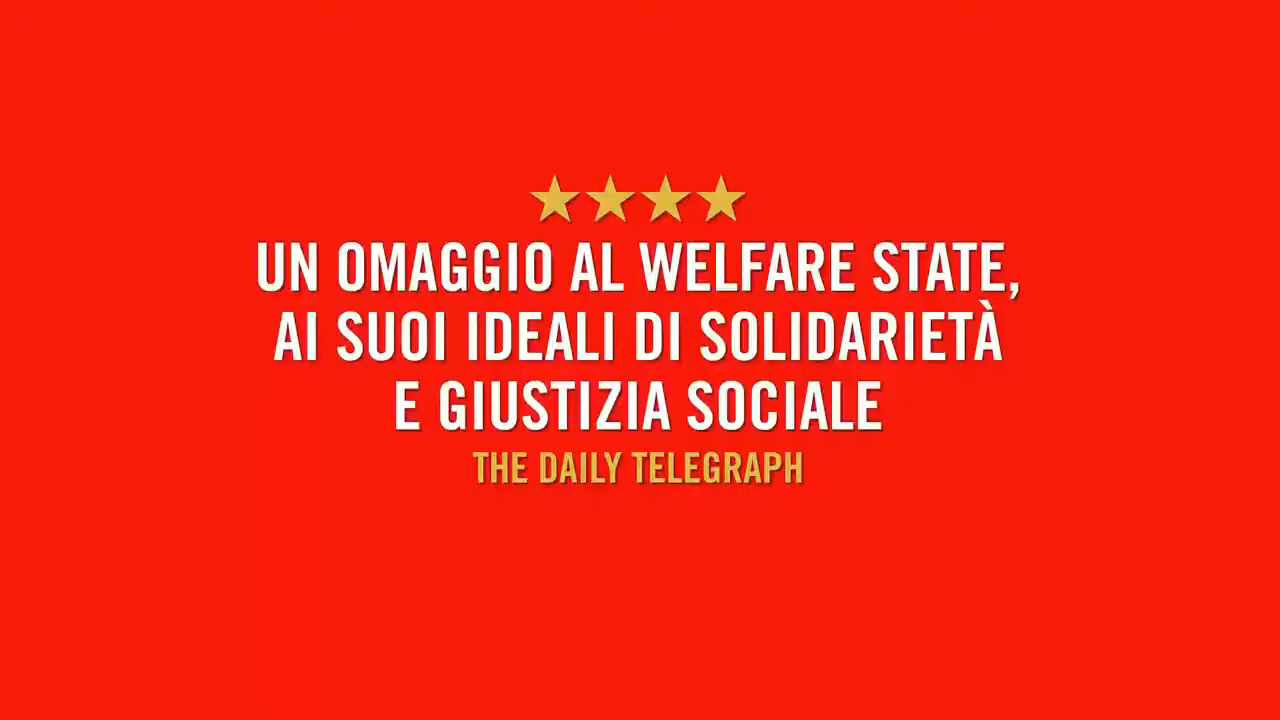 UN OMAGGIO AL WELFARE STATE,
AI SUOI IDEALI DI SOLIDARIETÀ
E GIUSTIZIA SOCIALE
THE DAILY TELEGRAPH